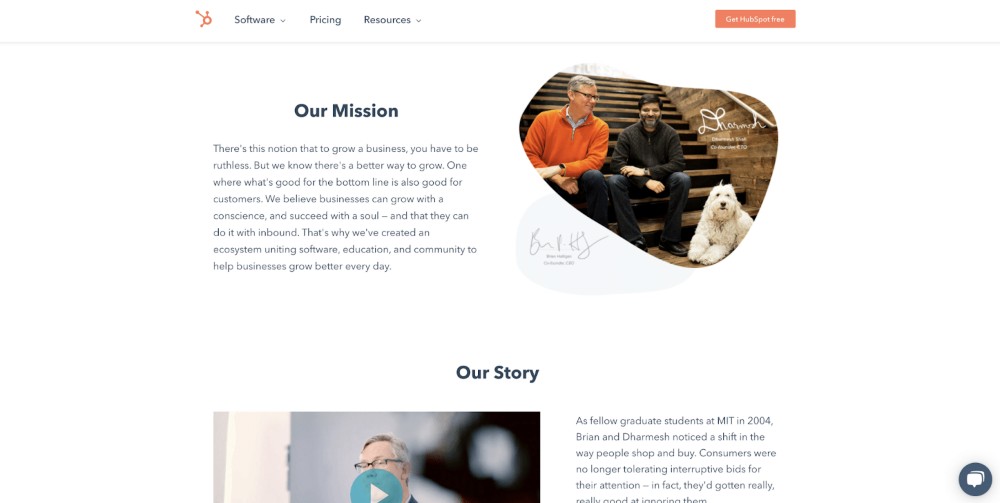 Software
Pricing
Resources
Get HubSpot free
Our Mission
There's this notion that to grow a business, you have to be
ruthless. But we know there's a better way to grow. One
where what's good for the bottom line is also good for
customers. We believe businesses can grow with a
conscience, and succeed with a soul — and that they can
do it with inbound. That's why we've created an
ecosystem uniting software, education, and community to
help businesses grow better every day.
Dharmesh
Dharmesh Shah
Co-founder, CTO
Brian Halligan
Co-founder, CEO
Our Story
As fellow graduate students at MIT in 2004,
Brian and Dharmesh noticed a shift in the
way people shop and buy. Consumers were
no longer tolerating interruptive bids for
their attention — in fact, they'd gotten really,
really good at ignoring them.